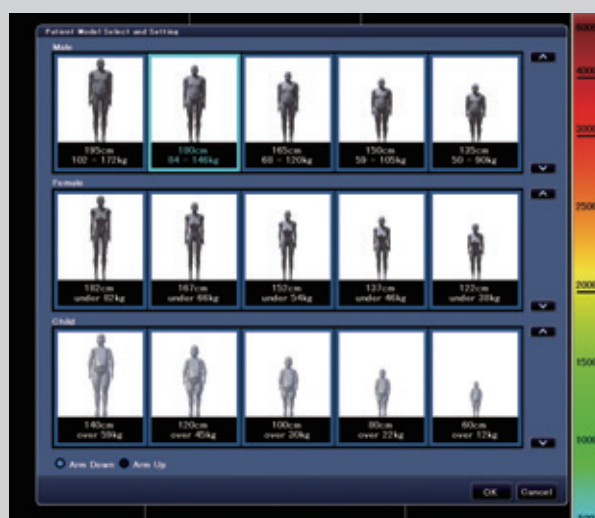 Patient Model Select and Setting
Male
195cm
102 - 172kg
180cm
84 - 146kg
165cm
68 - 120kg
150cm
59 - 105kg
135cm
50 - 90kg
Female
182cm
under 82kg
167cm
under 66kg
152cm
under 54kg
137cm
under 46kg
122cm
under 38kg
Child
140cm
over 59kg
120cm
over 45kg
100cm
over 30kg
80cm
over 22kg
60cm
over 12kg
Arm Down
Arm Up
OK
Cancel
6000
4000
3000
2500
2000
1500
1000